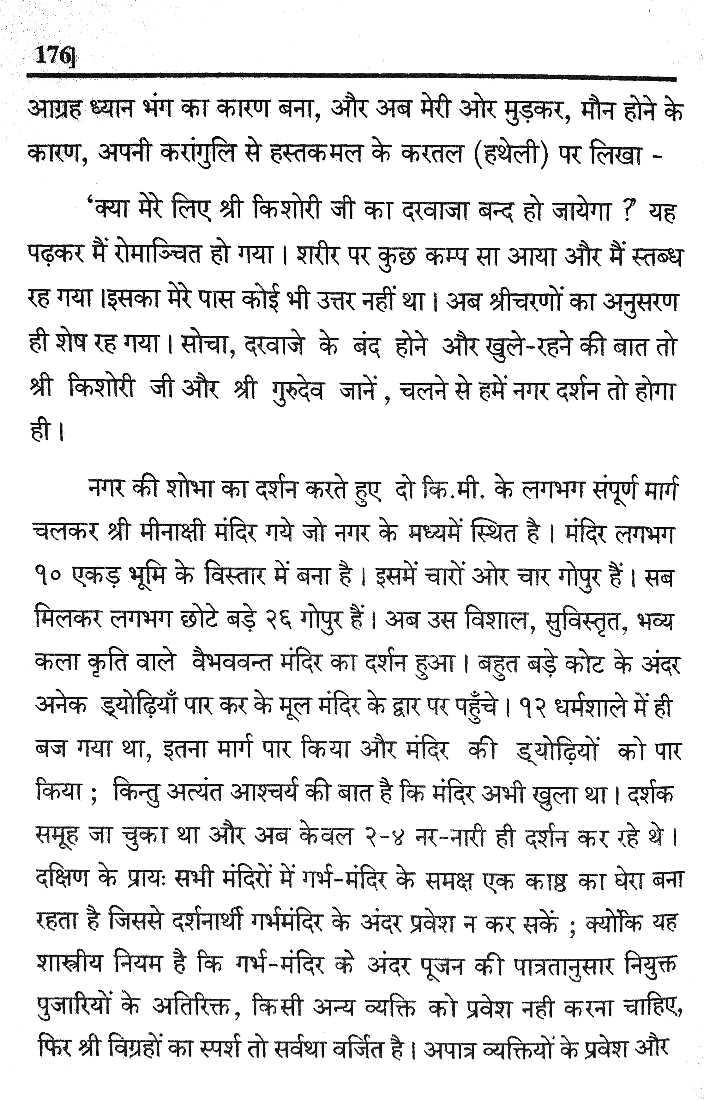 176]
आग्रह ध्यान भंग का कारण बना, और अब मेरी ओर मुड़कर, मौन होने के
कारण, अपनी करांगुलि से हस्तकमल के करतल (हथेली) पर लिखा -
‘क्या मेरे लिए श्री किशोरी जी का दरवाजा बन्द हो जायेगा ? यह
पढ़कर मैं रोमाञ्चित हो गया । शरीर पर कुछ कम्प सा आया और मैं स्तब्ध
रह गया ।इसका मेरे पास कोई भी उत्तर नहीं था । अब श्रीचरणों का अनुसरण
ही शेष रह गया । सोचा, दरवाजे के बंद होने और खुले-रहने की बात तो
श्री किशोरी जी और श्री गुरुदेव जानें , चलने से हमें नगर दर्शन तो होगा
ही ।
नगर की शोभा का दर्शन करते हुए दो कि.मी. के लगभग संपूर्ण मार्ग
चलकर श्री मीनाक्षी मंदिर गये जो नगर के मध्यमें स्थित है । मंदिर लगभग
१० एकड़ भूमि के विस्तार में बना है । इसमें चारों ओर चार गोपुर हैं । सब
मिलकर लगभग छोटे बड़े २६ गोपुर हैं । अब उस विशाल, सुविस्तृत, भव्य
कला कृति वाले वैभववन्त मंदिर का दर्शन हुआ । बहुत बड़े कोट के अंदर
अनेक ड्योढ़ियाँ पार कर के मूल मंदिर के द्वार पर पहुँचे । १२ धर्मशाले में ही
बज गया था, इतना मार्ग पार किया और मंदिर की ड्योढ़ियों को पार
किया ; किन्तु अत्यंत आश्चर्य की बात है कि मंदिर अभी खुला था । दर्शक
समूह जा चुका था और अब केवल २-४ नर-नारी ही दर्शन कर रहे थे ।
दक्षिण के प्रायः सभी मंदिरों में गर्भ-मंदिर के समक्ष एक काष्ठ का घेरा बना
रहता है जिससे दर्शनार्थी गर्भमंदिर के अंदर प्रवेश न कर सकें ; क्योंकि यह
शास्त्रीय नियम है कि गर्भ-मंदिर के अंदर पूजन की पात्रतानुसार नियुक्त
पुजारियों के अतिरिक्त, किसी अन्य व्यक्ति को प्रवेश नही करना चाहिए,
फिर श्री विग्रहों का स्पर्श तो सर्वथा वर्जित है । अपात्र व्यक्तियों के प्रवेश और